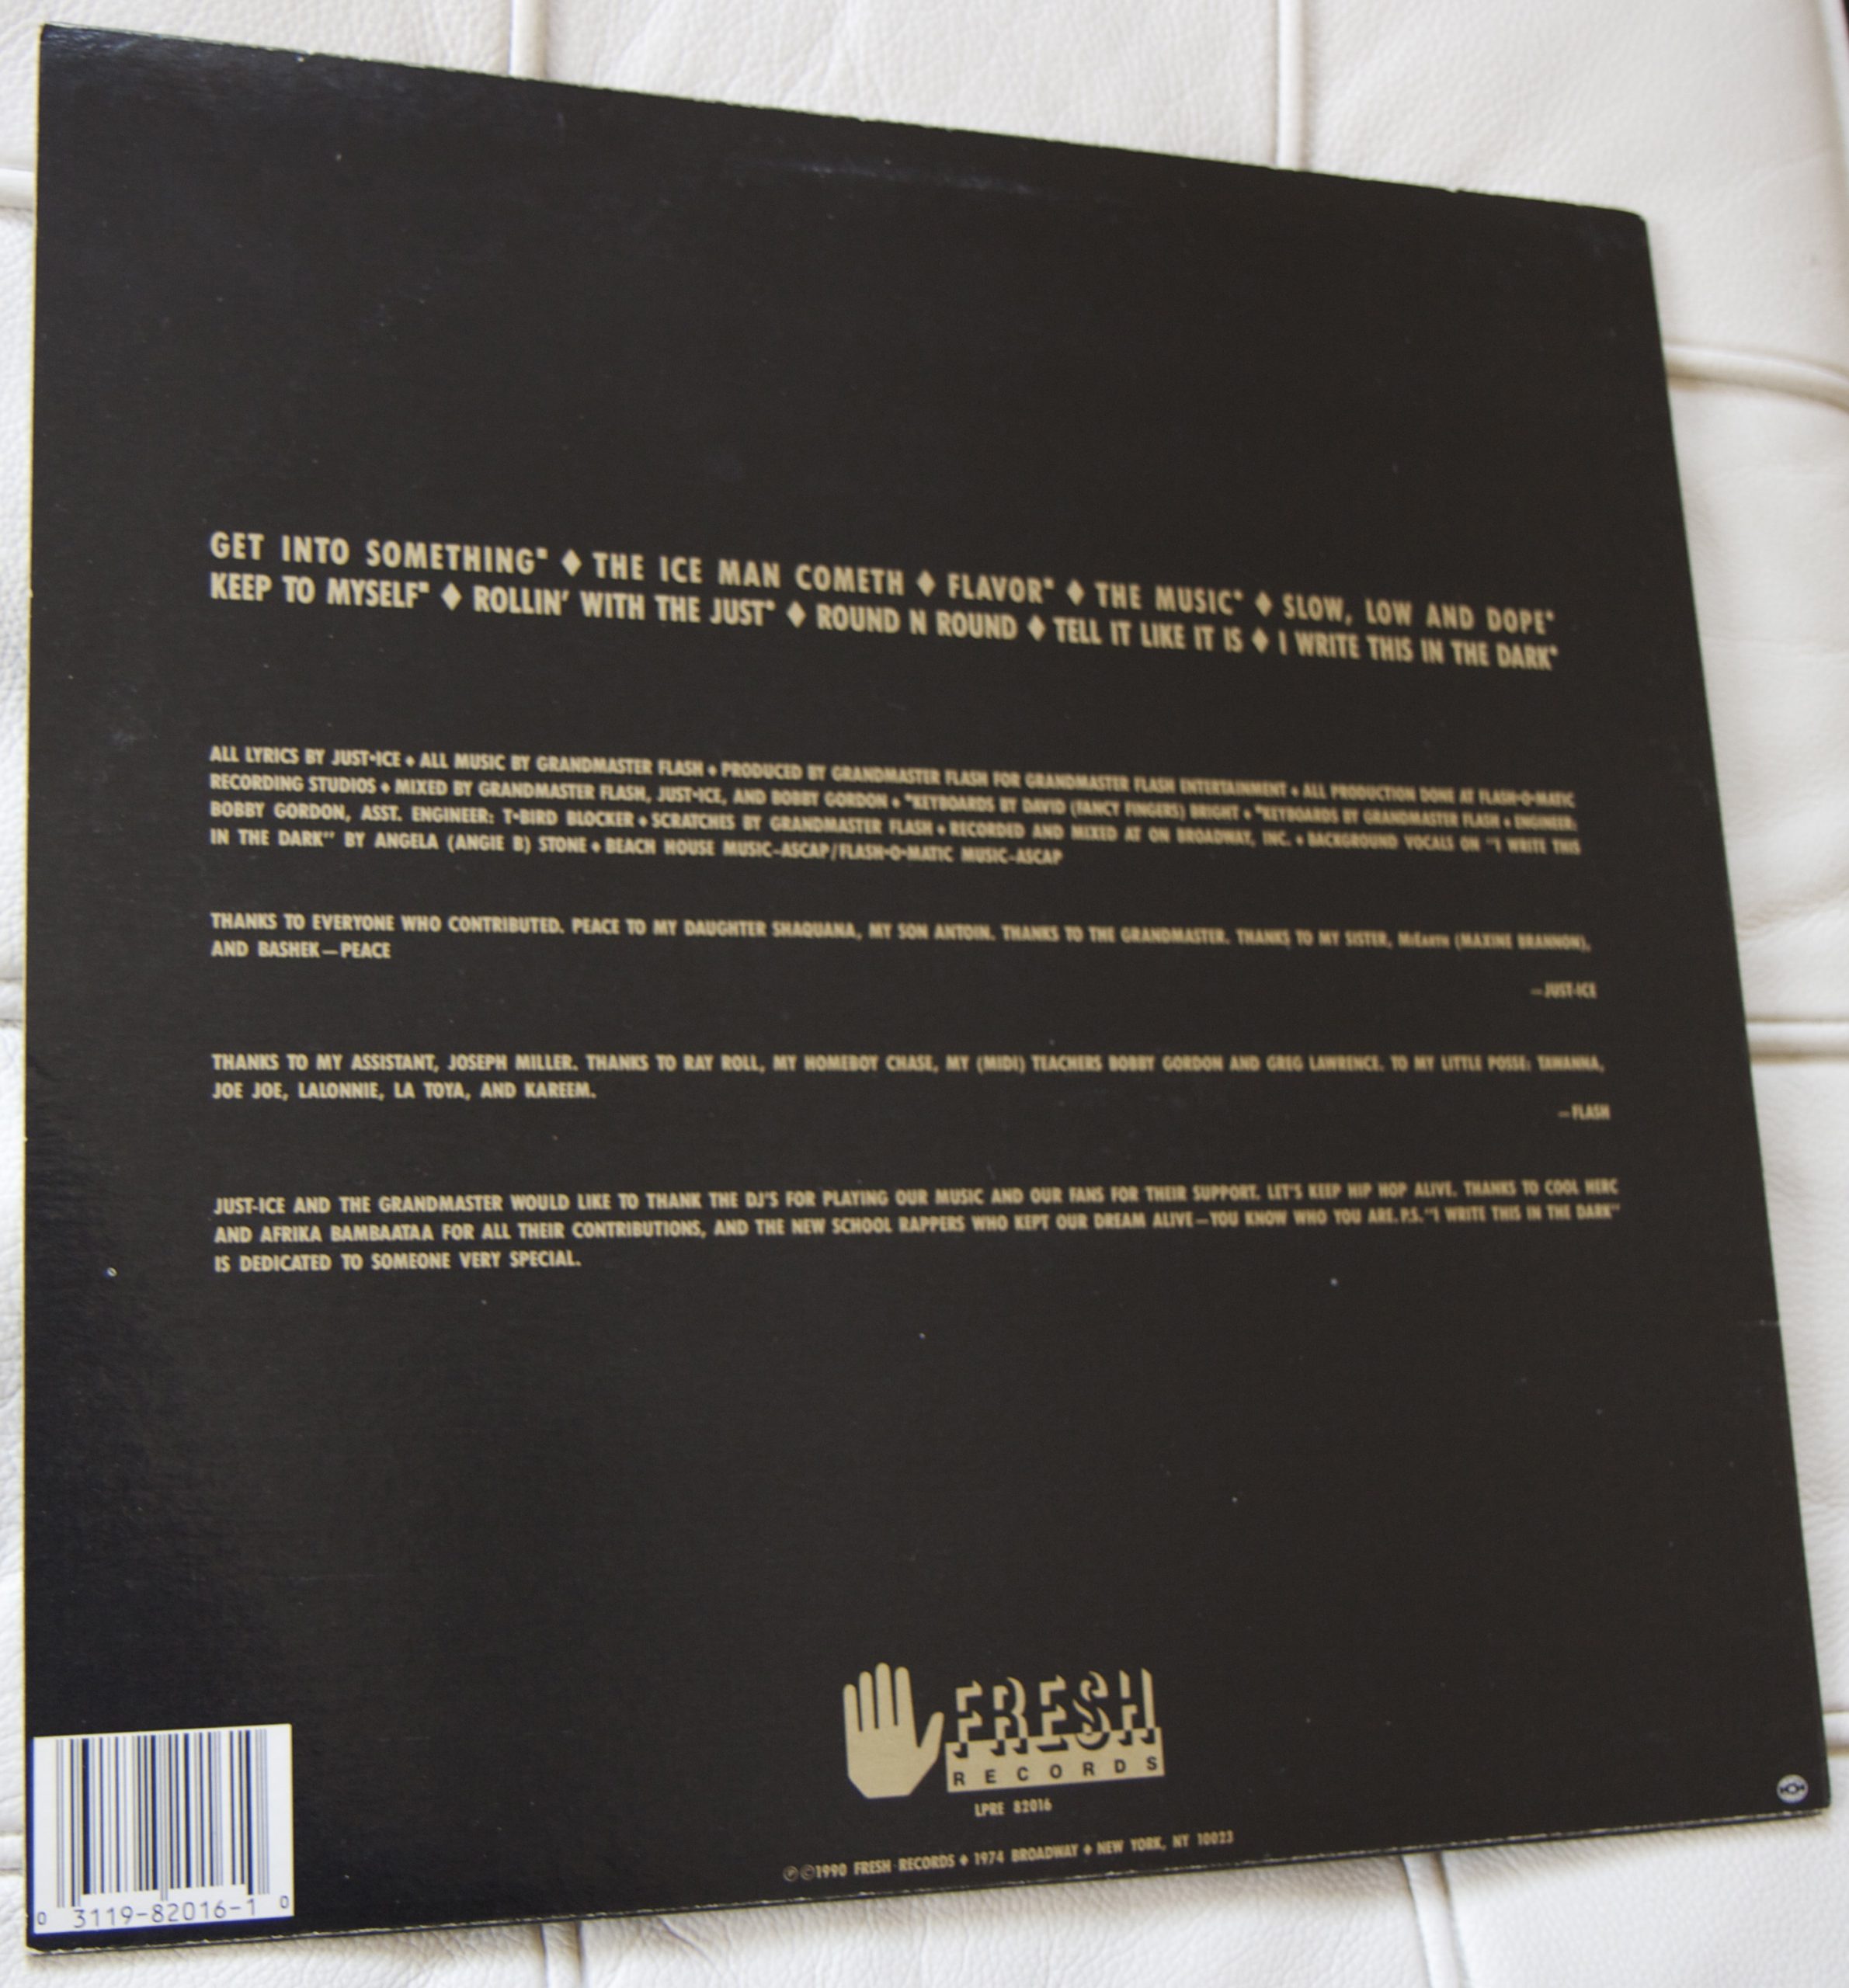 GET INTO SOMETHING* ♦ THE ICE MAN COMETH ♦ FLAVOR* ♦ THE MUSIC* ♦ SLOW, LOW AND DOPE*
KEEP TO MYSELF* ♦ ROLLIN' WITH THE JUST* ♦ ROUND N ROUND ♦ TELL IT LIKE IT IS ♦ I WRITE THIS IN THE DARK*
ALL LYRICS BY JUST•ICE ♦ ALL MUSIC BY GRANDMASTER FLASH ♦ PRODUCED BY GRANDMASTER FLASH FOR GRANDMASTER FLASH ENTERTAINMENT ♦ ALL PRODUCTION DONE AT FLASH•O•MATIC
RECORDING STUDIOS ♦ MIXED BY GRANDMASTER FLASH, JUST•ICE, AND BOBBY GORDON ♦ *KEYBOARDS BY DAVID (FANCY FINGERS) BRIGHT ♦ *KEYBOARDS BY GRANDMASTER FLASH ♦ ENGINEER:
BOBBY GORDON, ASST. ENGINEER: T•BIRD BLOCKER ♦ SCRATCHES BY GRANDMASTER FLASH ♦ RECORDED AND MIXED AT ON BROADWAY, INC. ♦ BACKGROUND VOCALS ON "I WRITE THIS
IN THE DARK" BY ANGELA (ANGIE B) STONE ♦ BEACH HOUSE MUSIC-ASCAP/FLASH•O•MATIC MUSIC-ASCAP
THANKS TO EVERYONE WHO CONTRIBUTED. PEACE TO MY DAUGHTER SHAQUANA, MY SON ANTOIN. THANKS TO THE GRANDMASTER. THANKS TO MY SISTER, (MAXINE BRANNON),
AND BASHEK—PEACE
—JUST-ICE
THANKS TO MY ASSISTANT, JOSEPH MILLER. THANKS TO RAY ROLL, MY HOMEBOY CHASE, MY (MIDI) TEACHERS BOBBY GORDON AND GREG LAWRENCE. TO MY LITTLE POSSE: TAWANNA,
JOE JOE, LALONNIE, LA TOYA, AND KAREEM.
—FLASH
JUST-ICE AND THE GRANDMASTER WOULD LIKE TO THANK THE DJ'S FOR PLAYING OUR MUSIC AND OUR FANS FOR THEIR SUPPORT. LET'S KEEP HIP HOP ALIVE. THANKS TO COOL HERC
AND AFRIKA BAMBAATAA FOR ALL THEIR CONTRIBUTIONS, AND THE NEW SCHOOL RAPPERS WHO KEPT OUR DREAM ALIVE—YOU KNOW WHO YOU ARE. P.S. "I WRITE THIS IN THE DARK"
IS DEDICATED TO SOMEONE VERY SPECIAL.
FRESH
RECORDS
LPRE 82016
℗©1990 FRESH RECORDS ♦ 1974 BROADWAY ♦ NEW YORK, NY 10023
0 3119-82016-1 0